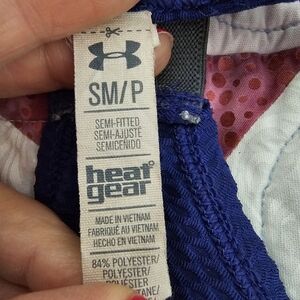 SM/P
SEMI-FITTED
SEMI-AJUSTÉ
SEMICEÑIDO
heat
gear
MADE IN VIETNAM
FABRIQUÉ AU VIETNAM
HECHO EN VIETNAM
84% POLYESTER/
POLYESTER/
POLIÉSTER